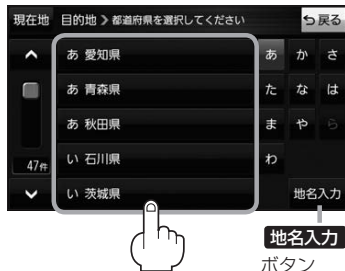 現在地 目的地 > 都道府県を選択してください 戻る
あ 愛知県 あ か さ
あ 青森県 た な は
あ 秋田県 ま や ら
い 石川県 わ
47件
い 茨城県 地名入力
地名入力
ボタン